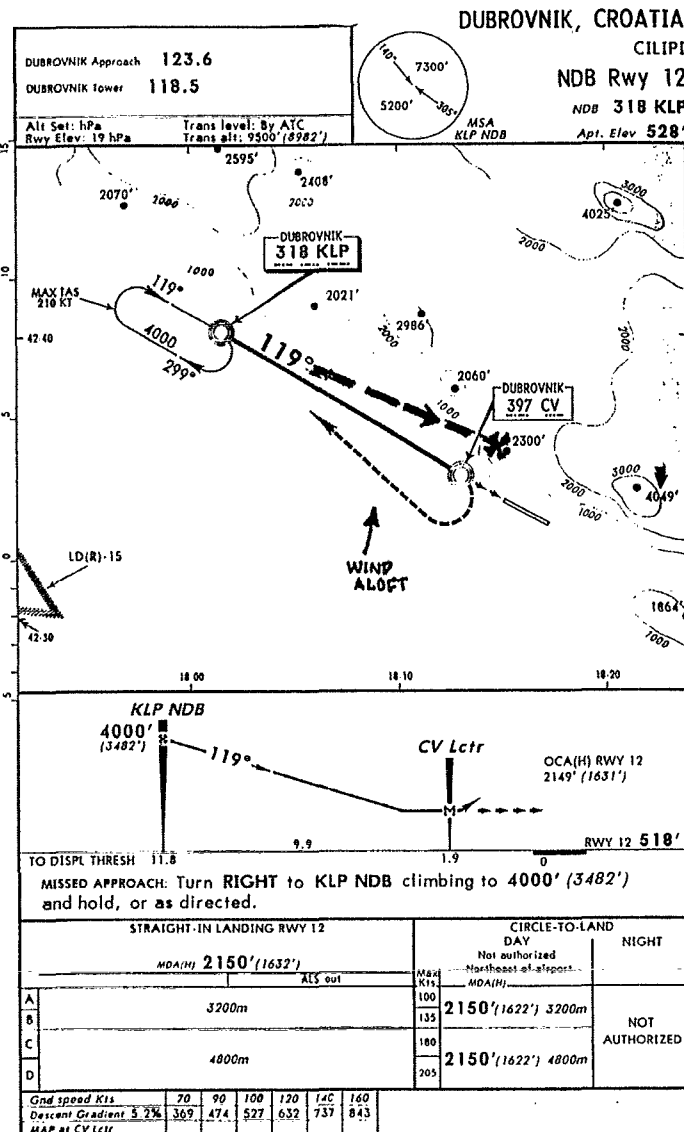 DUBROVNIK, CROATIA
CILIPI
NDB Rwy 12
NDB 318 KLP
Apt. Elev 528'
DUBROVNIK Approach 123.6
DUBROVNIK Tower 118.5
Alt Set: hPa Trans level: By ATC
Rwy Elev: 19 hPa Trans alt: 9500' (8982')
140°
7300'
5200'
305°
MSA
KLP NDB
15
2595'
2408'
2070'
2000
2000
3000
4025'
2000
DUBROVNIK
318 KLP
10
1000
119°
MAX IAS
210 KT
2021'
2986'
2000
2000
42-40
4000
299°
119°
2060'
1000
DUBROVNIK
397 CV
5
2300'
3000
4049'
2000
1000
WIND
ALOFT
0
LD(R)-15
42-30
1864'
1000
18-00
18-10
18-20
5
KLP NDB
4000'
(3482')
119°
CV Lctr
M
OCA(H) RWY 12
2149' (1631')
RWY 12 518'
TO DISPL THRESH 11.8
9.9
1.9
0
MISSED APPROACH: Turn RIGHT to KLP NDB climbing to 4000' (3482')
and hold, or as directed.
STRAIGHT-IN LANDING RWY 12
CIRCLE-TO-LAND
DAY
NIGHT
Not authorized
Northeast of airport
MDA(H) 2150' (1632')
ALS out
Max
Kts
MDA(H)
A
B
C
D
3200m
4800m
100
135
180
205
2150' (1622') 3200m
2150' (1622') 4800m
NOT
AUTHORIZED
Gnd speed Kts 70 90 100 120 140 160
Descent Gradient 5.2% 369 474 527 632 737 843
MAP at CV Lctr